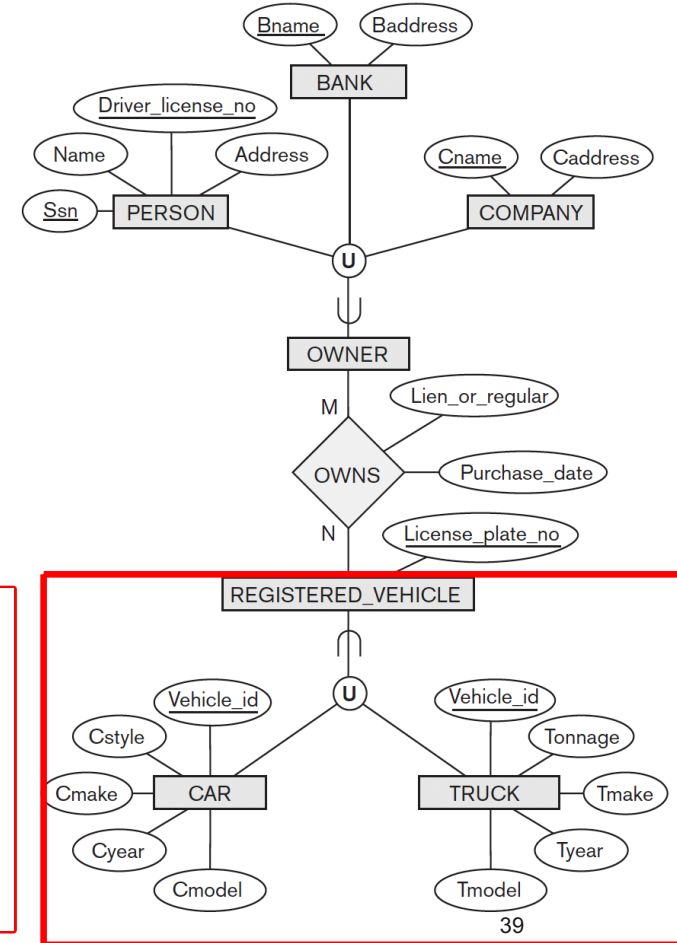 Bname
Baddress
BANK
Driver_license_no
Name
Address
Cname
Caddress
Ssn
PERSON
COMPANY
U
OWNER
M
Lien_or_regular
OWNS
Purchase_date
N
License_plate_no
REGISTERED_VEHICLE
U
Vehicle_id
Vehicle_id
Cstyle
Tonnage
Cmake
CAR
TRUCK
Tmake
Cyear
Tyear
Cmodel
Tmodel
39